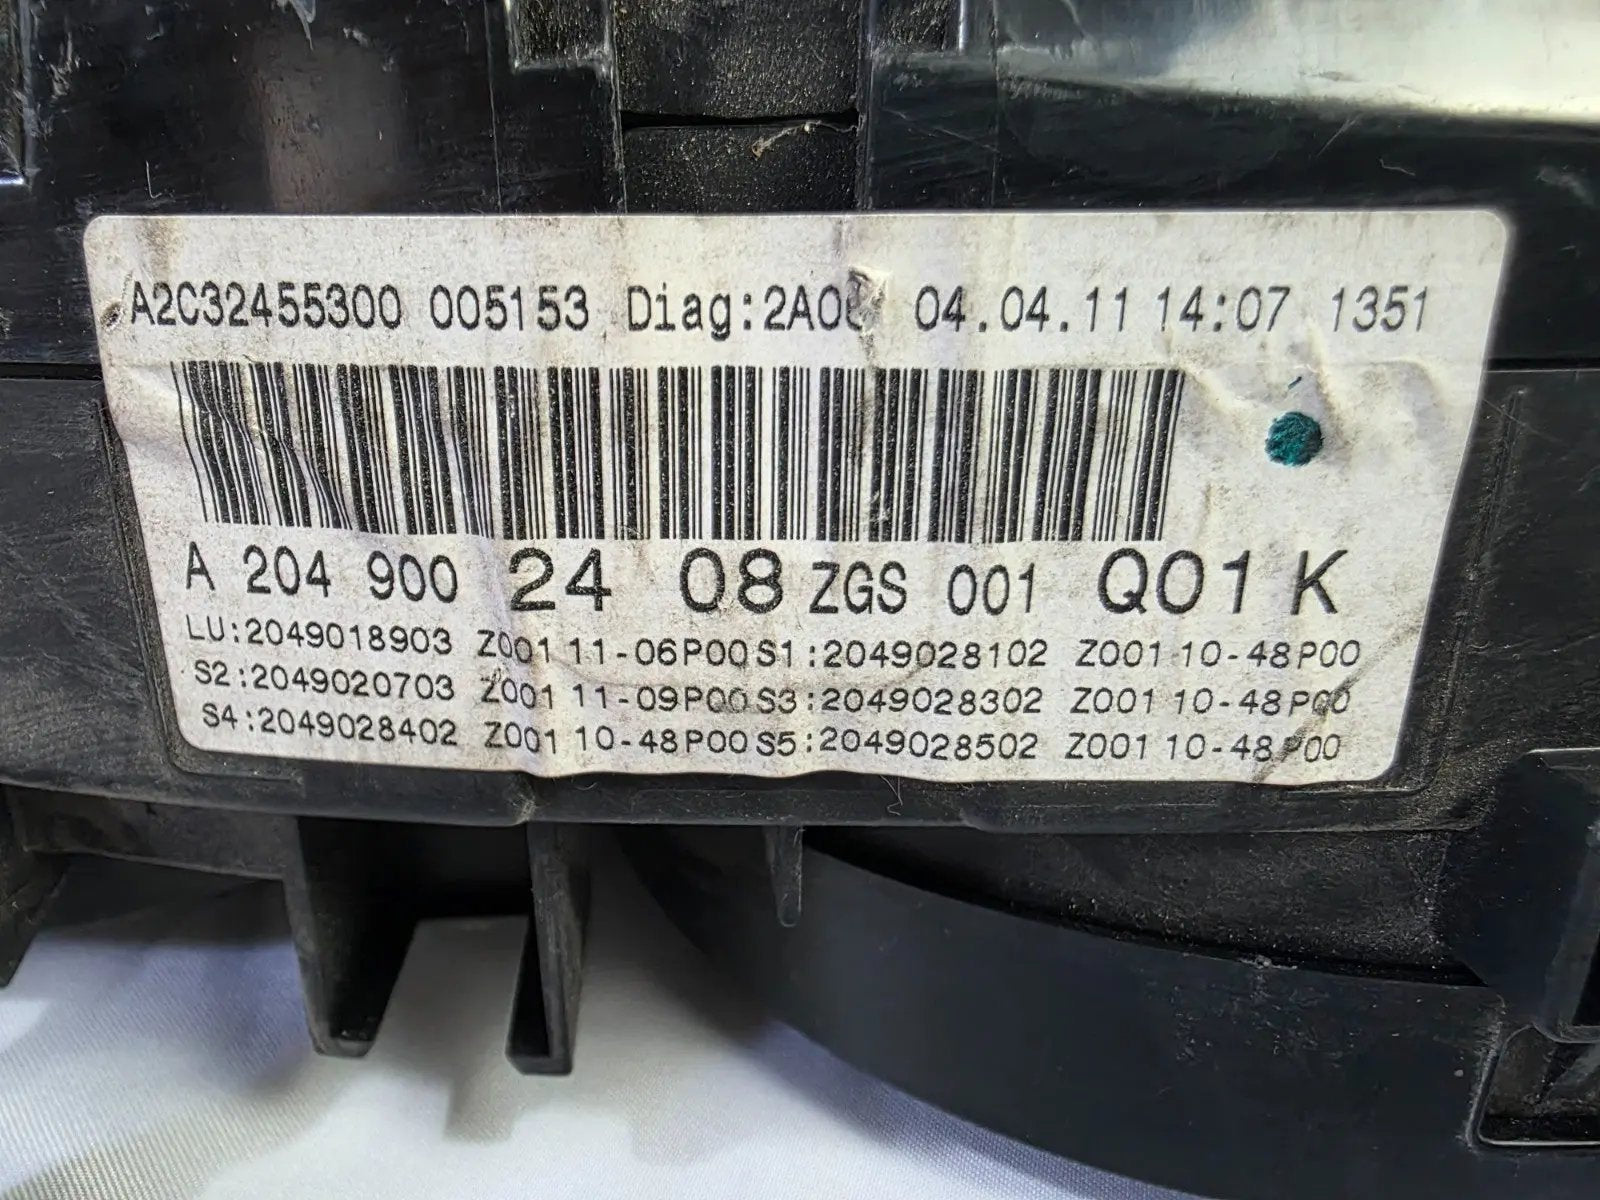 A2C32455300 005153 Diag: 04.04.11 14:07 1351
A 204 900 24 08 ZGS 001 Q01 K
LU:2049018903 Z001 11-06P00 S1:2049028102 Z001 10-48P00
S2:2049020703 Z001 11-09P00 S3:2049028302 Z001 10-48P00
S4:2049028402 Z001 10-48P00 S5:2049028502 Z001 10-48P00